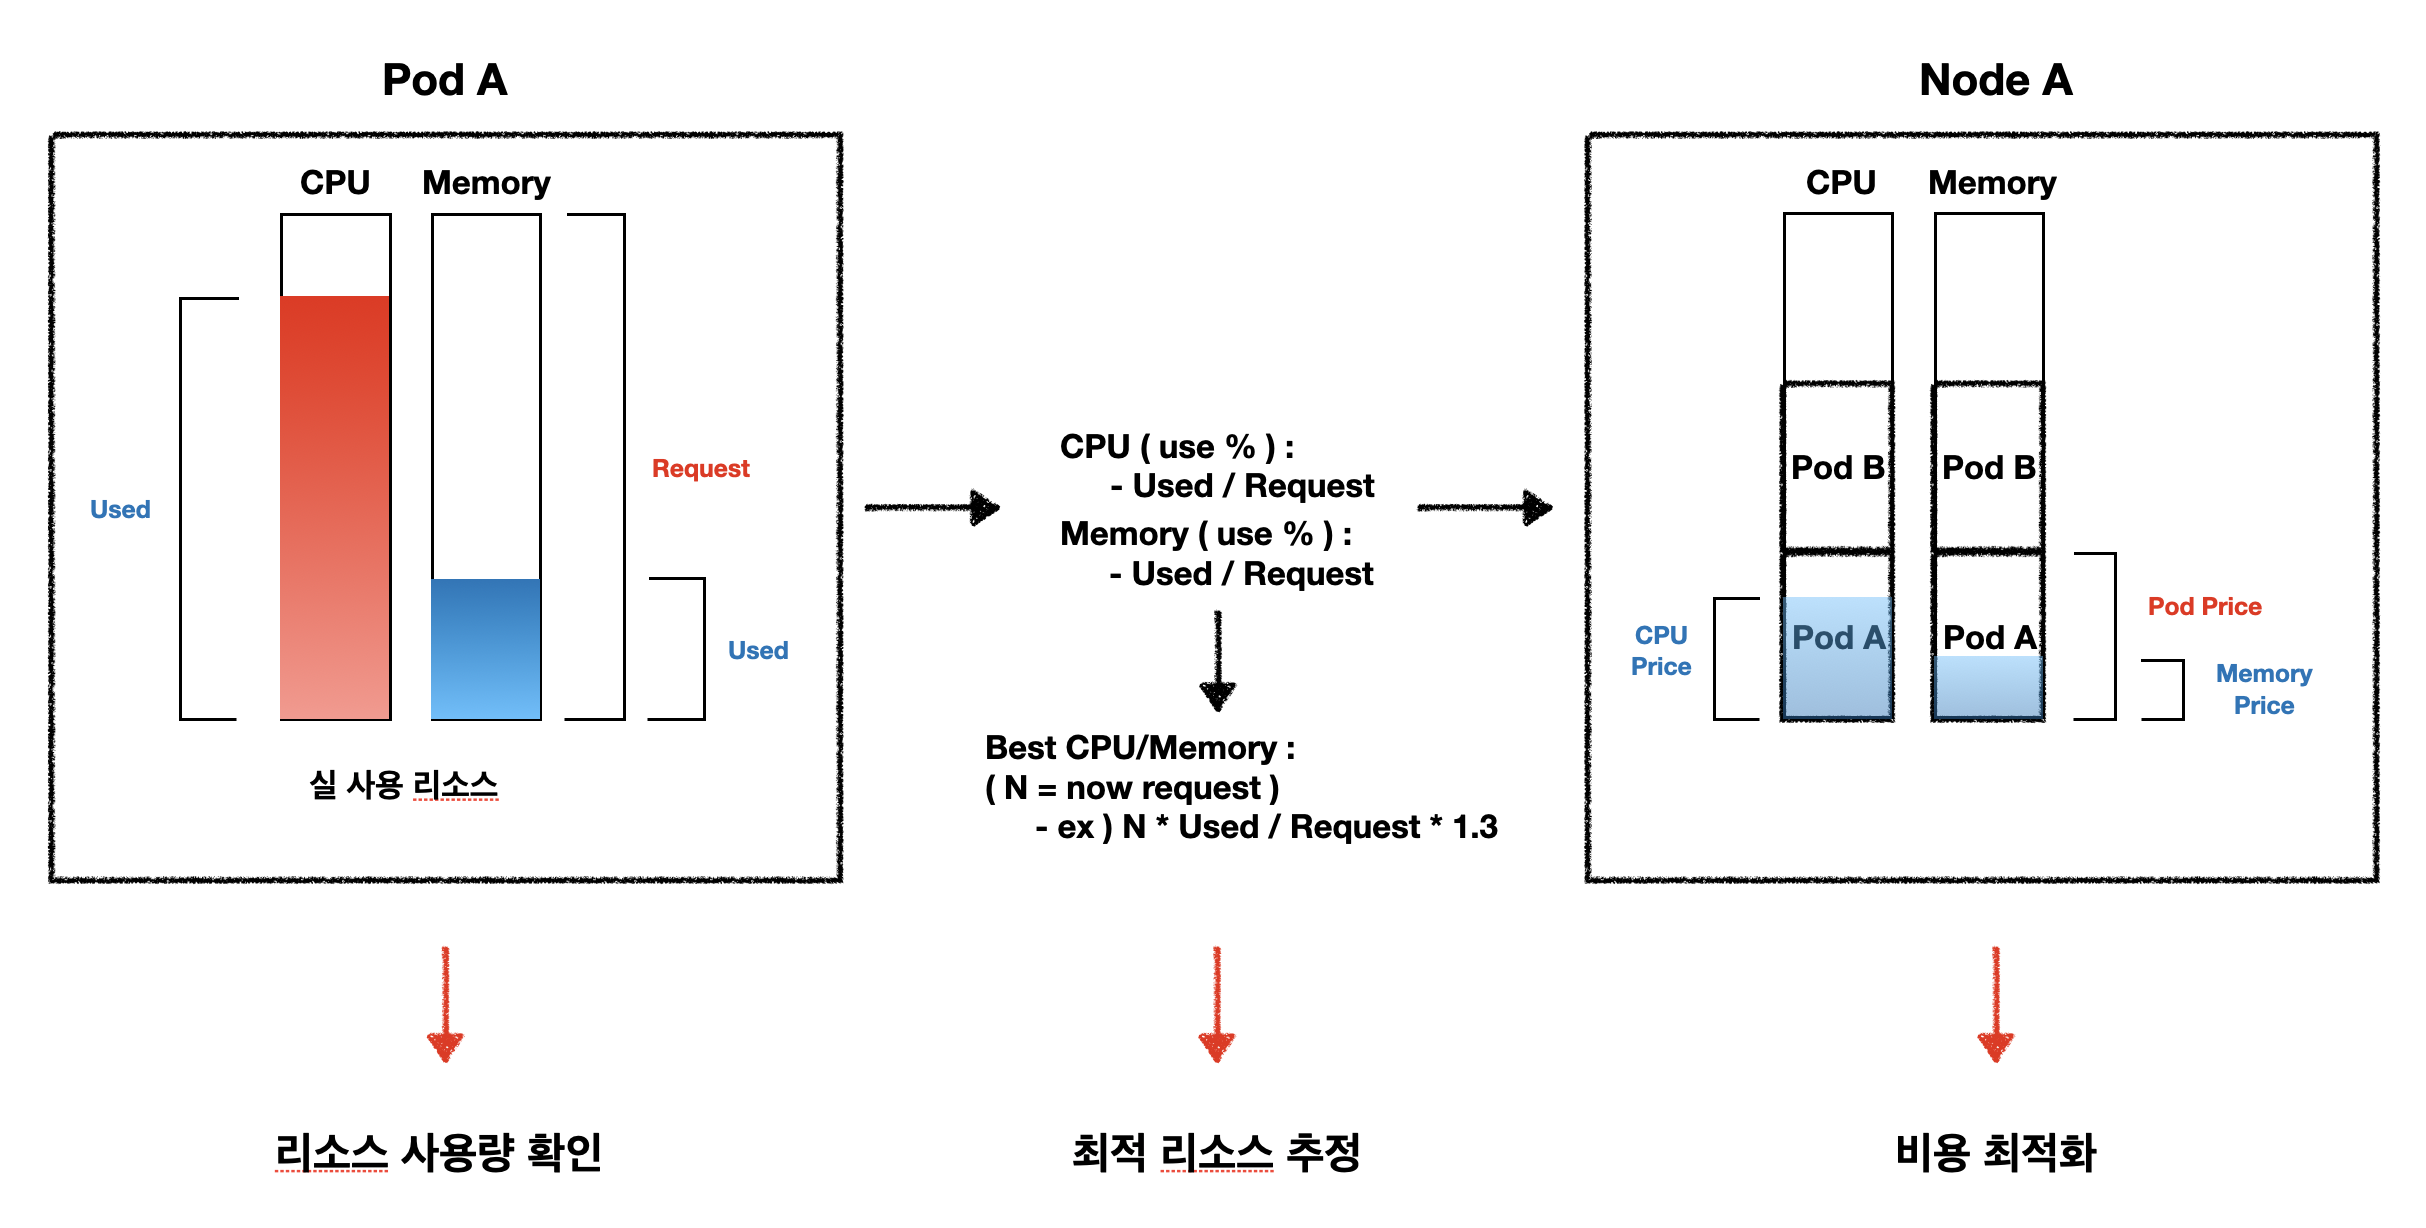 Pod A
CPU
Memory
Used
Request
Used
실 사용 리소스
CPU ( use % ) :
- Used / Request
Memory ( use % ) :
- Used / Request
Best CPU/Memory :
( N = now request )
- ex ) N * Used / Request * 1.3
Node A
CPU
Memory
Pod B
Pod B
Pod A
Pod A
CPU
Price
Pod Price
Memory
Price
리소스 사용량 확인
최적 리소스 추정
비용 최적화